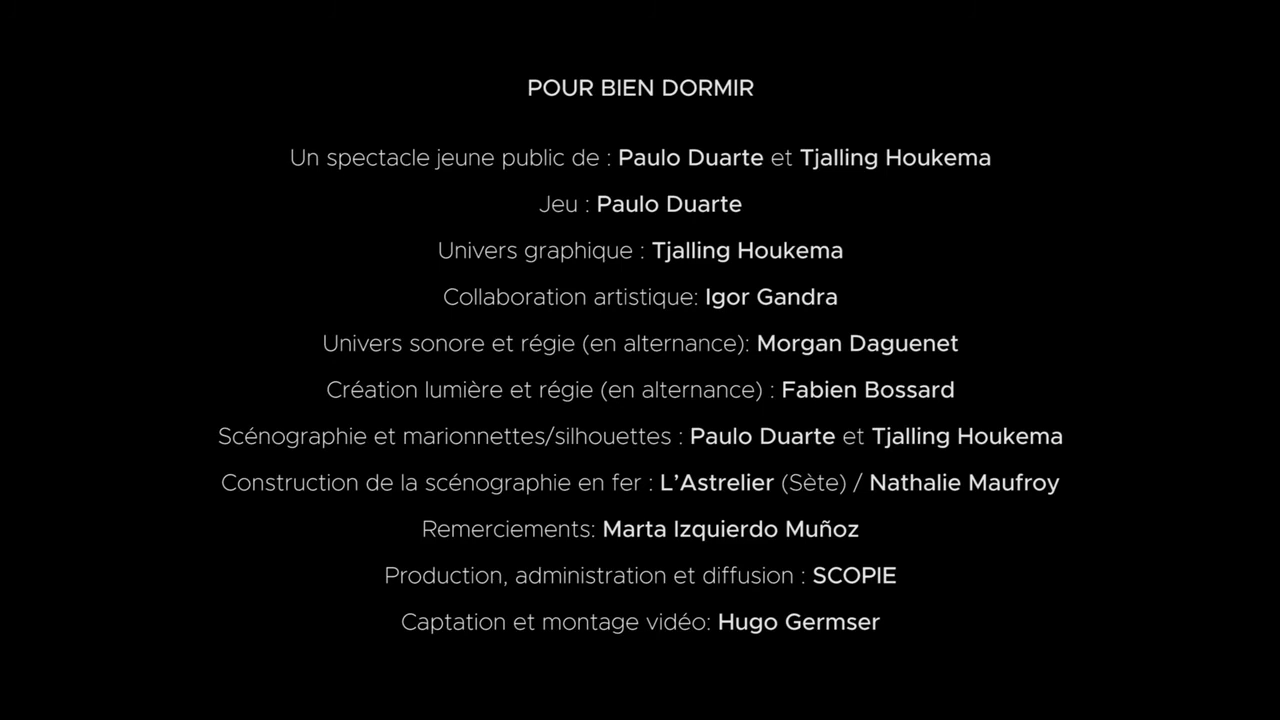 POUR BIEN DORMIR
Un spectacle jeune public de : Paulo Duarte et Tjalling Houkema
Jeu : Paulo Duarte
Univers graphique : Tjalling Houkema
Collaboration artistique: Igor Gandra
Univers sonore et régie (en alternance): Morgan Daguenet
Création lumière et régie (en alternance) : Fabien Bossard
Scénographie et marionnettes/silhouettes : Paulo Duarte et Tjalling Houkema
Construction de la scénographie en fer : L’Astrelier (Sète) / Nathalie Maufroy
Remerciements: Marta Izquierdo Muñoz
Production, administration et diffusion : SCOPIE
Captation et montage vidéo: Hugo Germser